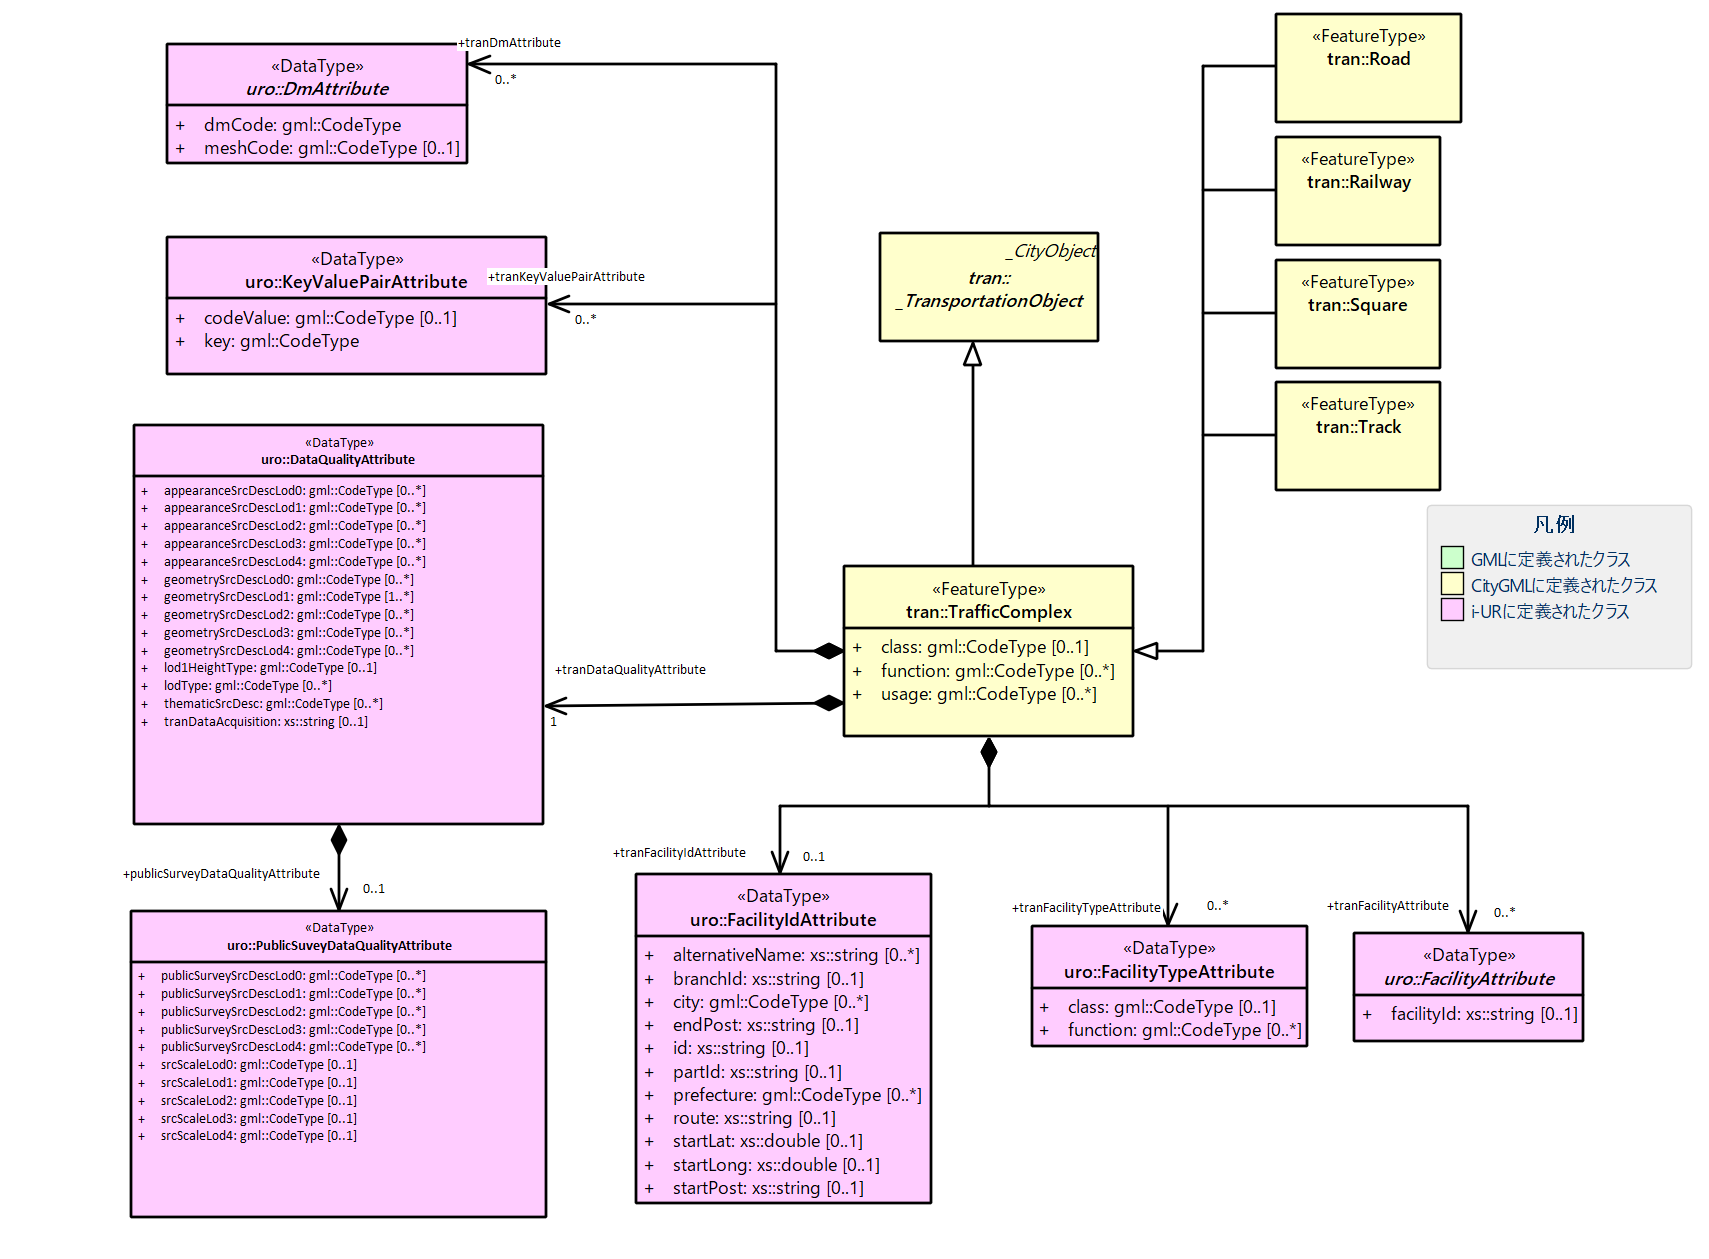 +tranDmAttribute
0..*
«DataType»
uro::DmAttribute
+ dmCode: gml::CodeType
+ meshCode: gml::CodeType [0..1]
«FeatureType»
tran::Road
«FeatureType»
tran::Railway
«FeatureType»
tran::Square
«FeatureType»
tran::Track
«DataType»
uro::KeyValuePairAttribute
+ codeValue: gml::CodeType [0..1]
+ key: gml::CodeType
+tranKeyValuePairAttribute
0..*
_CityObject
tran::
_TransportationObject
«DataType»
uro::DataQualityAttribute
+ appearanceSrcDescLod0: gml::CodeType [0..*]
+ appearanceSrcDescLod1: gml::CodeType [0..*]
+ appearanceSrcDescLod2: gml::CodeType [0..*]
+ appearanceSrcDescLod3: gml::CodeType [0..*]
+ appearanceSrcDescLod4: gml::CodeType [0..*]
+ geometrySrcDescLod0: gml::CodeType [0..*]
+ geometrySrcDescLod1: gml::CodeType [1..*]
+ geometrySrcDescLod2: gml::CodeType [0..*]
+ geometrySrcDescLod3: gml::CodeType [0..*]
+ geometrySrcDescLod4: gml::CodeType [0..*]
+ lod1HeightType: gml::CodeType [0..1]
+ lodType: gml::CodeType [0..*]
+ thematicSrcDesc: gml::CodeType [0..*]
+ tranDataAcquisition: xs::string [0..1]
凡例
GMLに定義されたクラス
CityGMLに定義されたクラス
i-URに定義されたクラス
«FeatureType»
tran::TrafficComplex
+ class: gml::CodeType [0..1]
+ function: gml::CodeType [0..*]
+ usage: gml::CodeType [0..*]
+tranDataQualityAttribute
1
+publicSurveyDataQualityAttribute
0..1
«DataType»
uro::PublicSuveyDataQualityAttribute
+ publicSurveySrcDescLod0: gml::CodeType [0..*]
+ publicSurveySrcDescLod1: gml::CodeType [0..*]
+ publicSurveySrcDescLod2: gml::CodeType [0..*]
+ publicSurveySrcDescLod3: gml::CodeType [0..*]
+ publicSurveySrcDescLod4: gml::CodeType [0..*]
+ srcScaleLod0: gml::CodeType [0..1]
+ srcScaleLod1: gml::CodeType [0..1]
+ srcScaleLod2: gml::CodeType [0..1]
+ srcScaleLod3: gml::CodeType [0..1]
+ srcScaleLod4: gml::CodeType [0..1]
+tranFacilityIdAttribute
0..1
«DataType»
uro::FacilityIdAttribute
+ alternativeName: xs::string [0..*]
+ branchId: xs::string [0..1]
+ city: gml::CodeType [0..*]
+ endPost: xs::string [0..1]
+ id: xs::string [0..1]
+ partId: xs::string [0..1]
+ prefecture: gml::CodeType [0..*]
+ route: xs::string [0..1]
+ startLat: xs::double [0..1]
+ startLong: xs::double [0..1]
+ startPost: xs::string [0..1]
+tranFacilityTypeAttribute
0..*
«DataType»
uro::FacilityTypeAttribute
+ class: gml::CodeType [0..1]
+ function: gml::CodeType [0..*]
+tranFacilityAttribute
0..*
«DataType»
uro::FacilityAttribute
+ facilityId: xs::string [0..1]